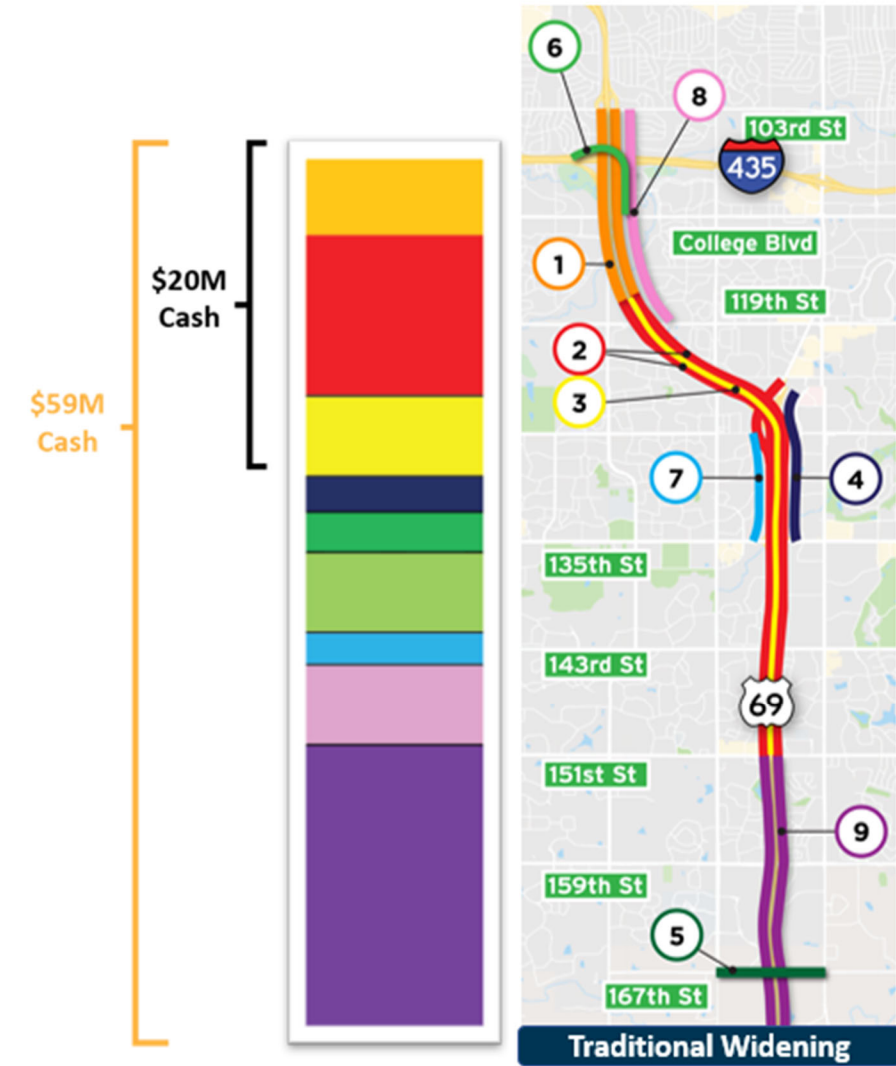 $59M
Cash
$20M
Cash
6
8
103rd St
435
College Blvd
1
119th St
2
3
7
4
135th St
143rd St
69
151st St
9
159th St
5
167th St
Traditional Widening